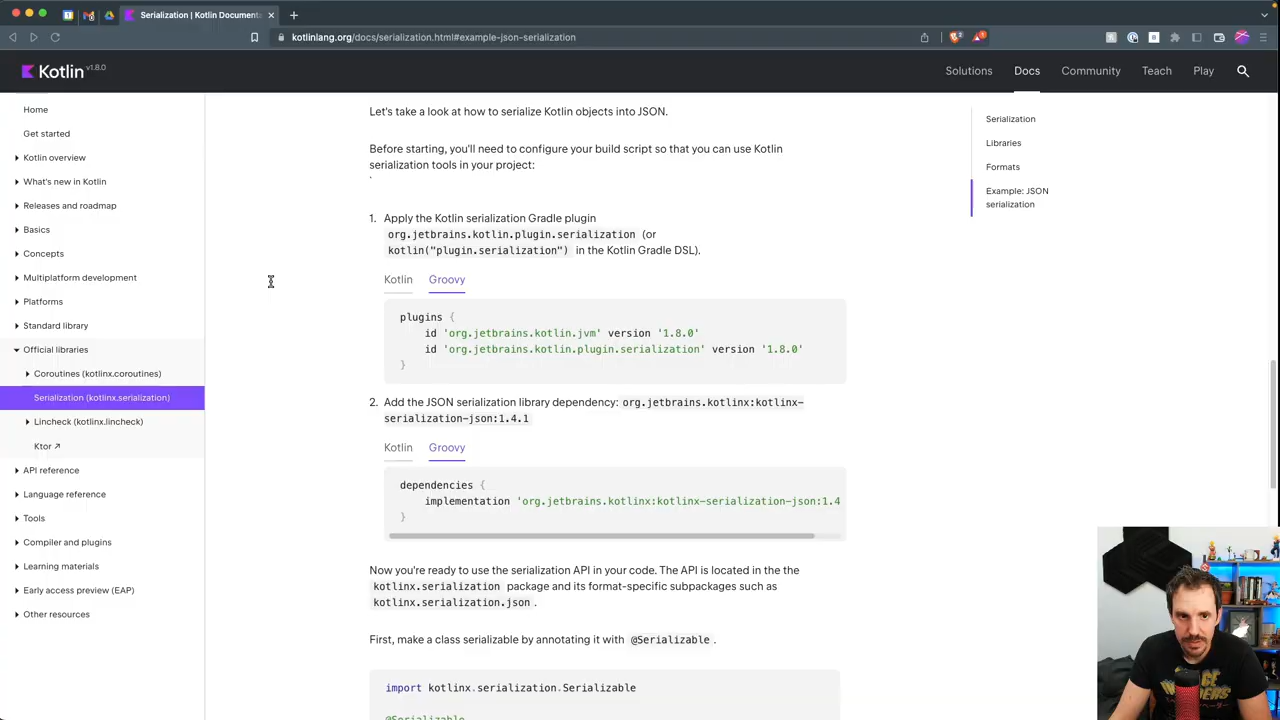 Serialization | Kotlin Documenta
kotlinlang.org/docs/serialization.html#example-json-serialization
Kotlin v1.8.0
Solutions
Docs
Community
Teach
Play
Home
Get started
Kotlin overview
What's new in Kotlin
Releases and roadmap
Basics
Concepts
Multiplatform development
Platforms
Standard library
Official libraries
Coroutines (kotlinx.coroutines)
Serialization (kotlinx.serialization)
Lincheck (kotlinx.lincheck)
Ktor ↗
API reference
Language reference
Tools
Compiler and plugins
Learning materials
Early access preview (EAP)
Other resources
Let's take a look at how to serialize Kotlin objects into JSON.
Before starting, you'll need to configure your build script so that you can use Kotlin
serialization tools in your project:
`
1. Apply the Kotlin serialization Gradle plugin
org.jetbrains.kotlin.plugin.serialization (or
kotlin("plugin.serialization") in the Kotlin Gradle DSL).
Kotlin Groovy
plugins {
id 'org.jetbrains.kotlin.jvm' version '1.8.0'
id 'org.jetbrains.kotlin.plugin.serialization' version '1.8.0'
}
2. Add the JSON serialization library dependency: org.jetbrains.kotlinx:kotlinx-
serialization-json:1.4.1
Kotlin Groovy
dependencies {
implementation 'org.jetbrains.kotlinx:kotlinx-serialization-json:1.4
}
Now you're ready to use the serialization API in your code. The API is located in the the
kotlinx.serialization package and its format-specific subpackages such as
kotlinx.serialization.json .
First, make a class serializable by annotating it with @Serializable .
import kotlinx.serialization.Serializable
@Serializable
Serialization
Libraries
Formats
Example: JSON
serialization